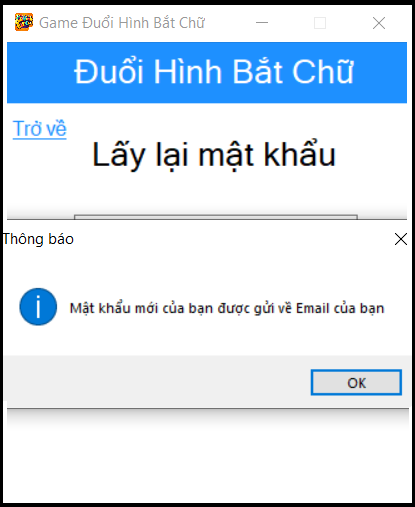 Game Đuổi Hình Bắt Chữ
Đuổi Hình Bắt Chữ
Trở về
Lấy lại mật khẩu
Thông báo
Mật khẩu mới của bạn được gửi về Email của bạn
OK